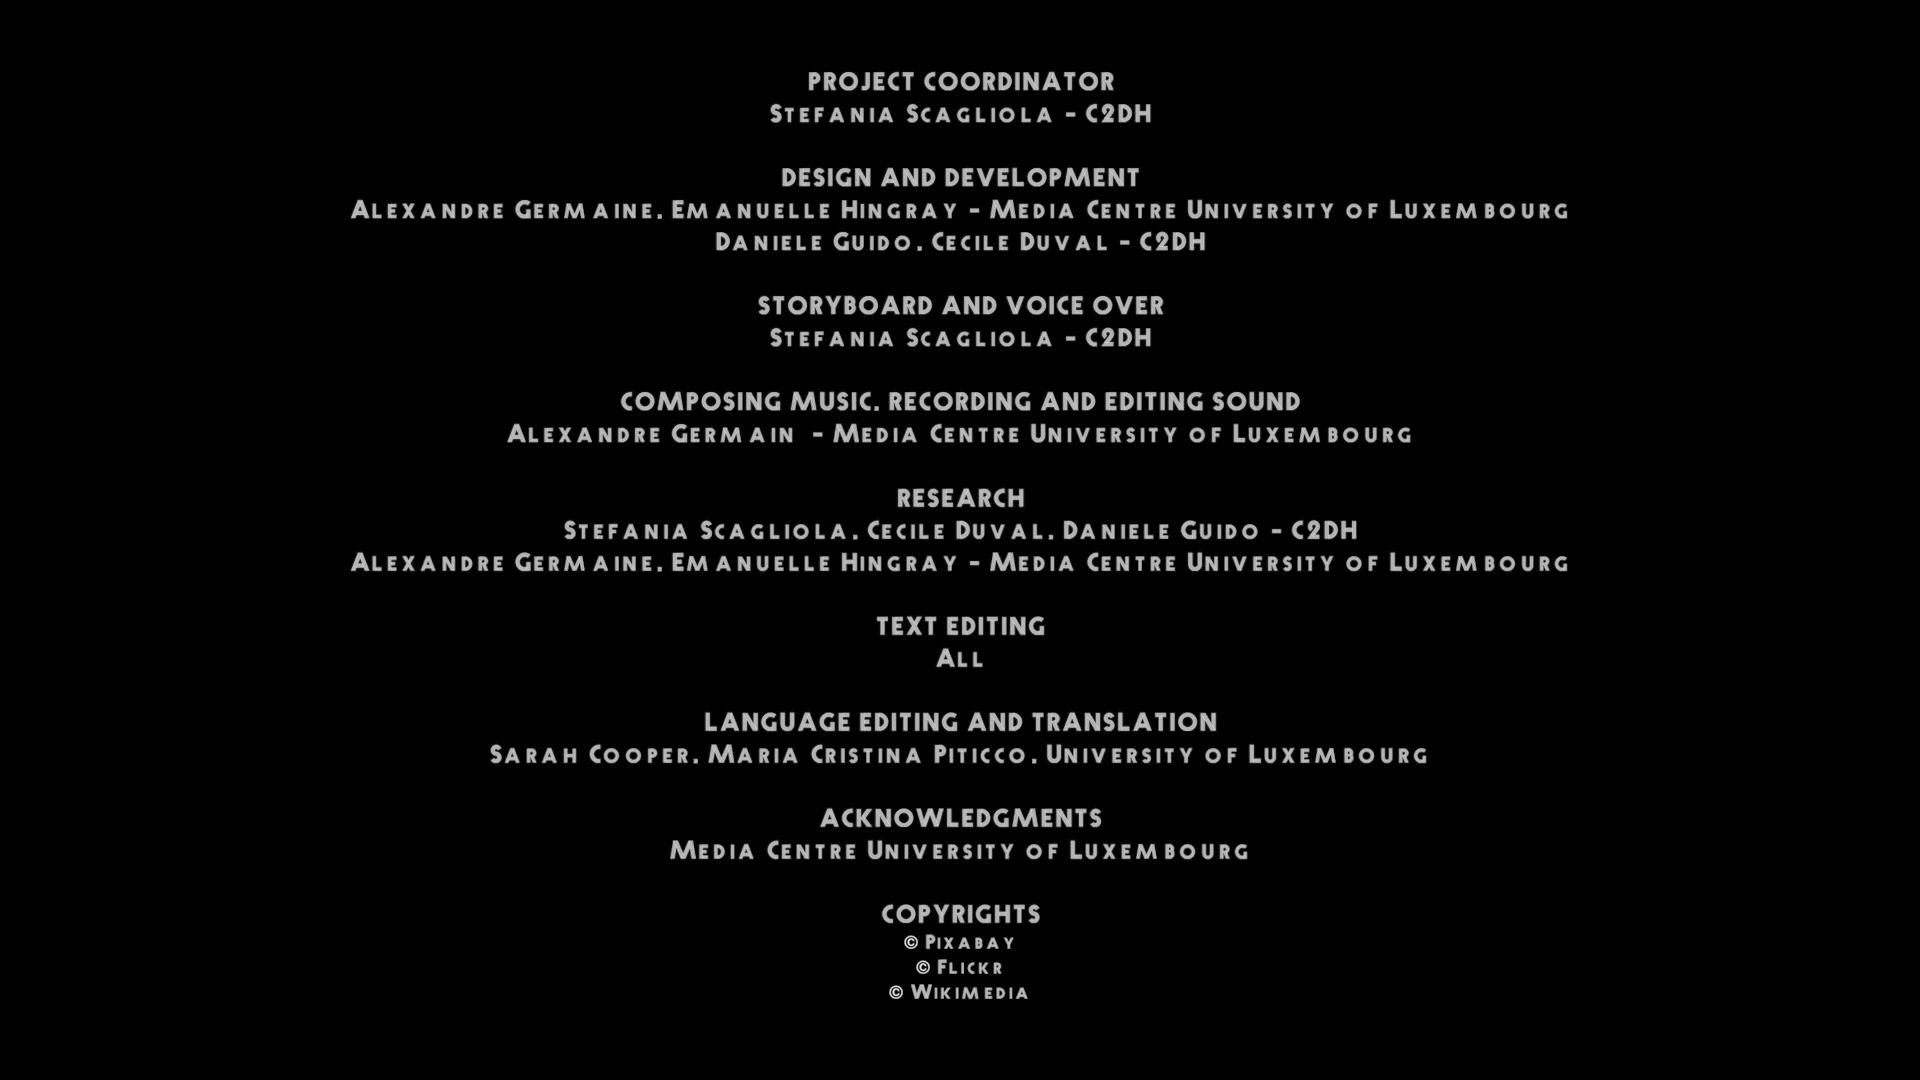 PROJECT COORDINATOR
Stefania Scagliola - C2DH
DESIGN AND DEVELOPMENT
Alexandre Germaine, Emanuelle Hingray - Media Centre University of Luxembourg
Daniele Guido, Cecile Duval - C2DH
STORYBOARD AND VOICE OVER
Stefania Scagliola - C2DH
COMPOSING MUSIC, RECORDING AND EDITING SOUND
Alexandre Germain - Media Centre University of Luxembourg
RESEARCH
Stefania Scagliola, Cecile Duval, Daniele Guido - C2DH
Alexandre Germaine, Emanuelle Hingray - Media Centre University of Luxembourg
TEXT EDITING
All
LANGUAGE EDITING AND TRANSLATION
Sarah Cooper, Maria Cristina Piticco, University of Luxembourg
ACKNOWLEDGMENTS
Media Centre University of Luxembourg
COPYRIGHTS
© Pixabay
© Flickr
© Wikimedia